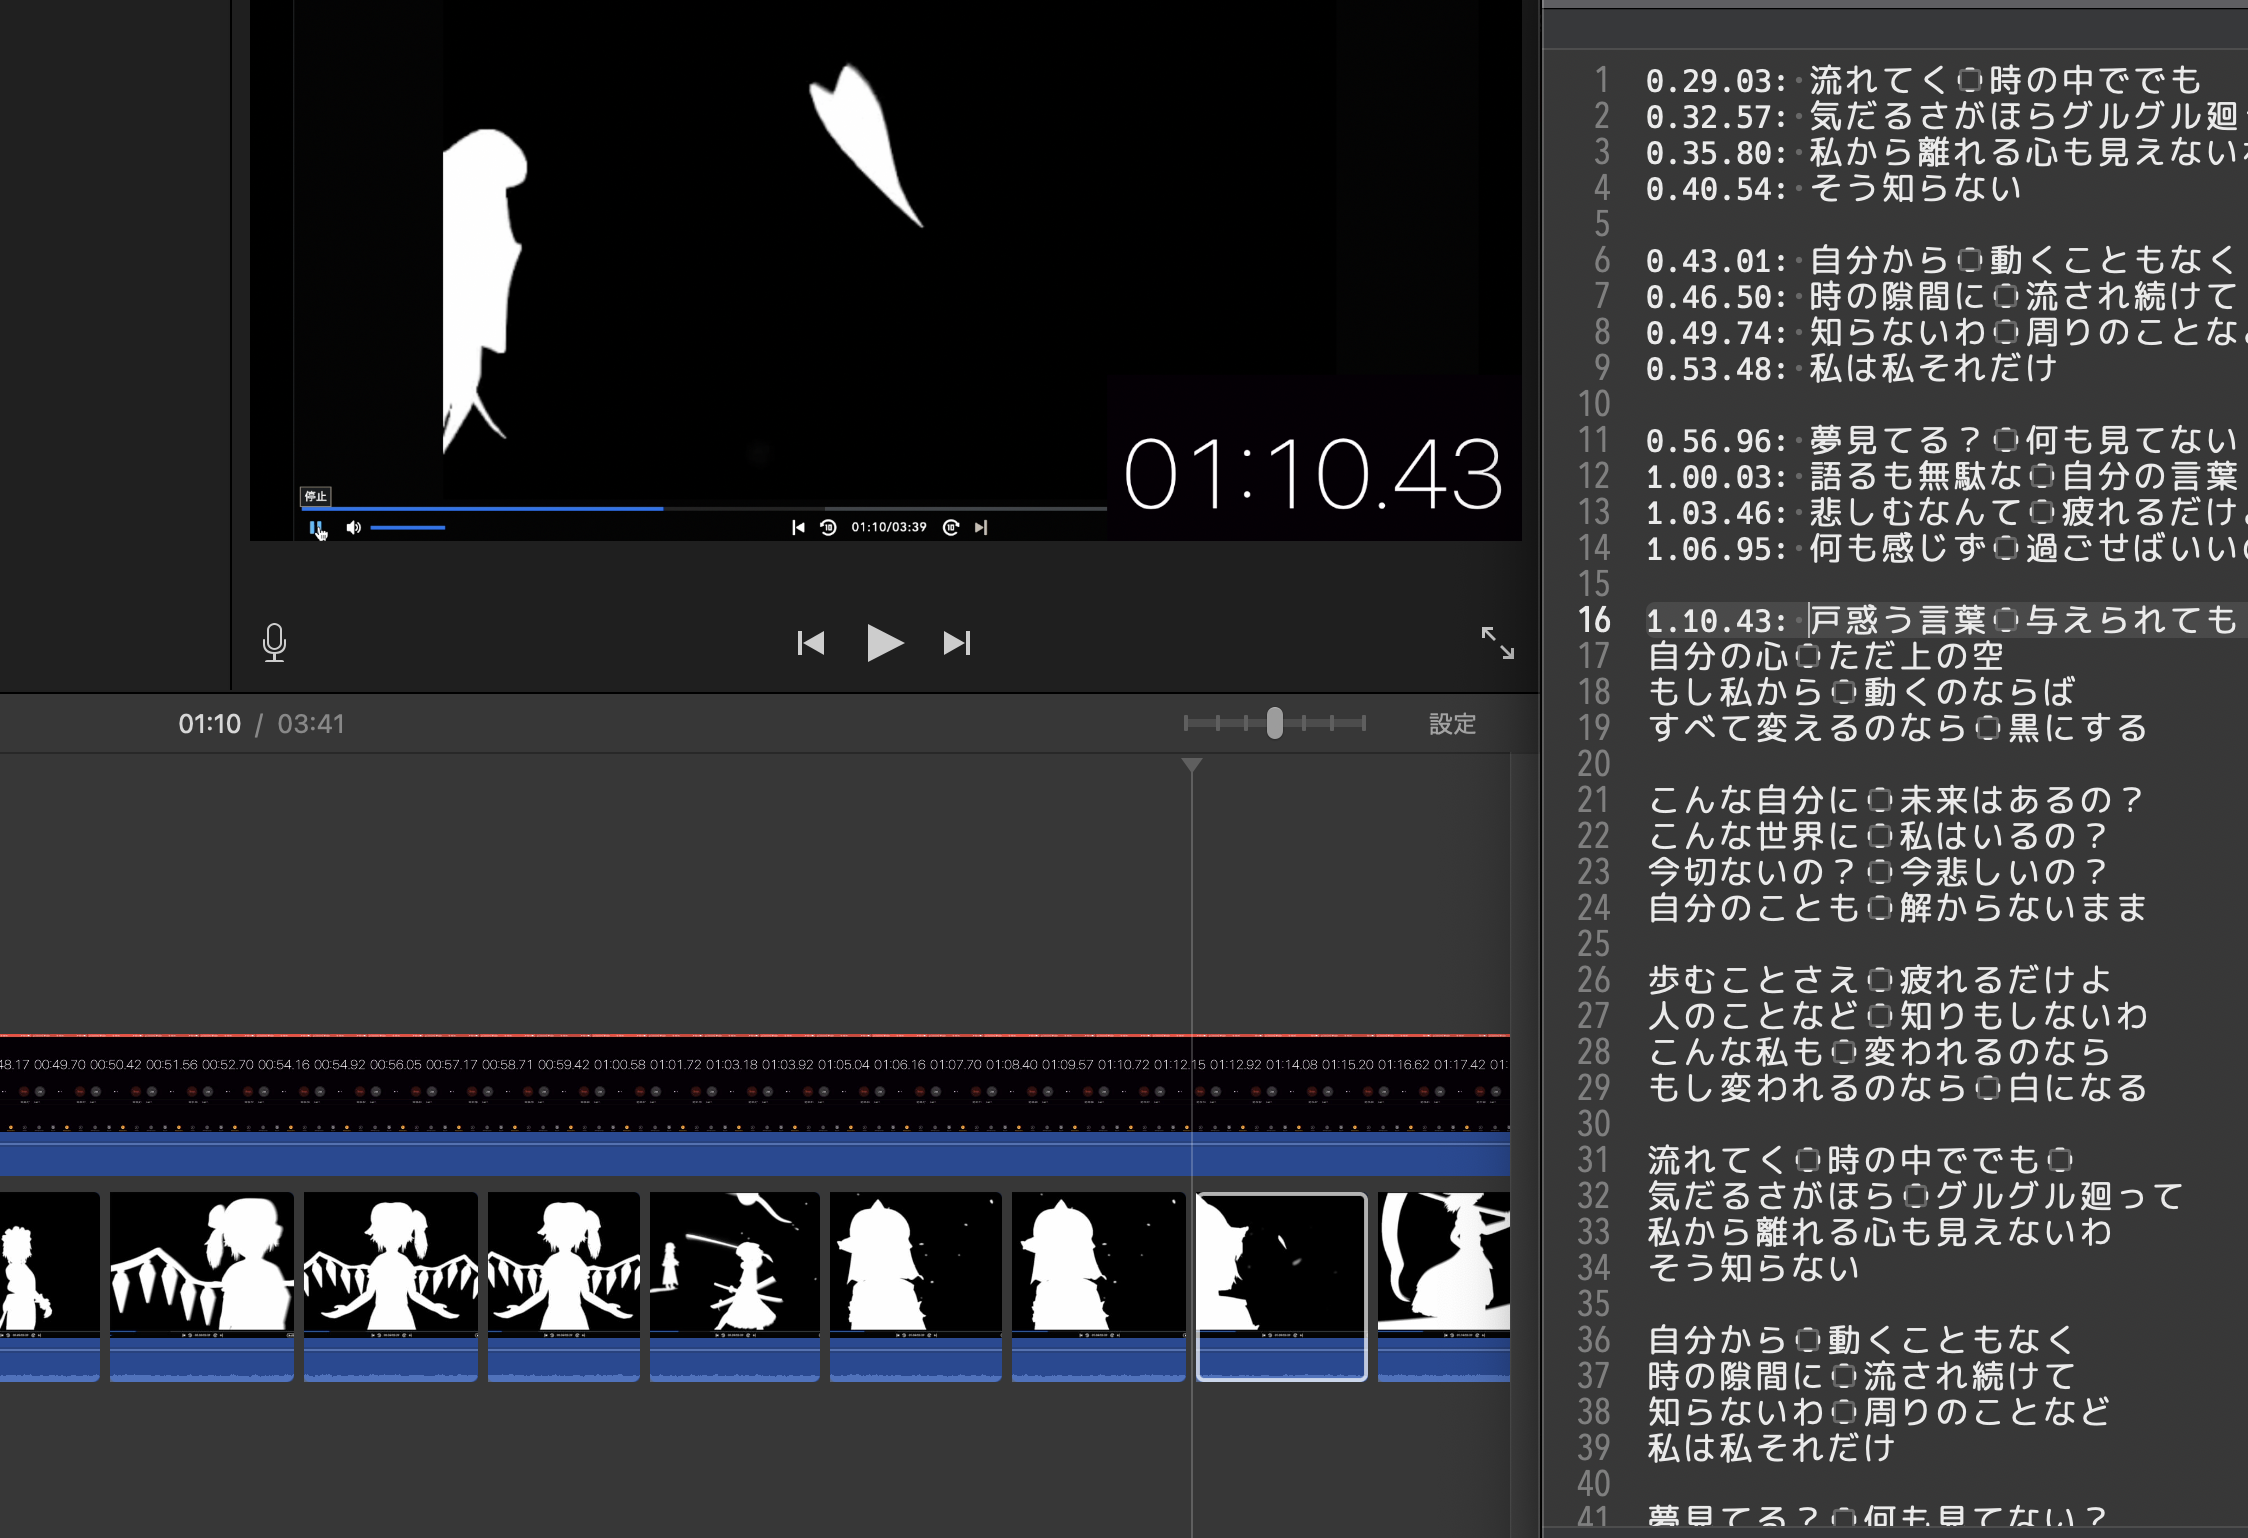 停止
01:10/03:39
01:10.43
01:10 / 03:41
設定
48.17 00:49.70 00:50.42 00:51.56 00:52.70 00:54.16 00:54.92 00:56.05 00:57.17 00:58.71 00:59.42 01:00.58 01:01.72 01:03.18 01:03.92 01:05.04 01:06.16 01:07.70 01:08.40 01:09.57 01:10.72 01:12.15 01:12.92 01:14.08 01:15.20 01:16.62 01:17.42 01:
1 0.29.03: 流れてく 時の中ででも
2 0.32.57: 気だるさがほらグルグル廻
3 0.35.80: 私から離れる心も見えない
4 0.40.54: そう知らない
5
6 0.43.01: 自分から 動くこともなく
7 0.46.50: 時の隙間に 流され続けて
8 0.49.74: 知らないわ 周りのことな
9 0.53.48: 私は私それだけ
10
11 0.56.96: 夢見てる? 何も見てない
12 1.00.03: 語るも無駄な 自分の言葉
13 1.03.46: 悲しむなんて 疲れるだけ
14 1.06.95: 何も感じず 過ごせばいい
15
16 1.10.43: 戸惑う言葉 与えられても
17 自分の心 ただ上の空
18 もし私から 動くのならば
19 すべて変えるのなら 黒にする
20
21 こんな自分に 未来はあるの?
22 こんな世界に 私はいるの?
23 今切ないの? 今悲しいの?
24 自分のことも 解からないまま
25
26 歩むことさえ 疲れるだけよ
27 人のことなど 知りもしないわ
28 こんな私も 変われるのなら
29 もし変われるのなら 白になる
30
31 流れてく 時の中ででも
32 気だるさがほら グルグル廻って
33 私から離れる心も見えないわ
34 そう知らない
35
36 自分から 動くこともなく
37 時の隙間に 流され続けて
38 知らないわ 周りのことなど
39 私は私それだけ
40
41 夢見てる? 何も見てない?